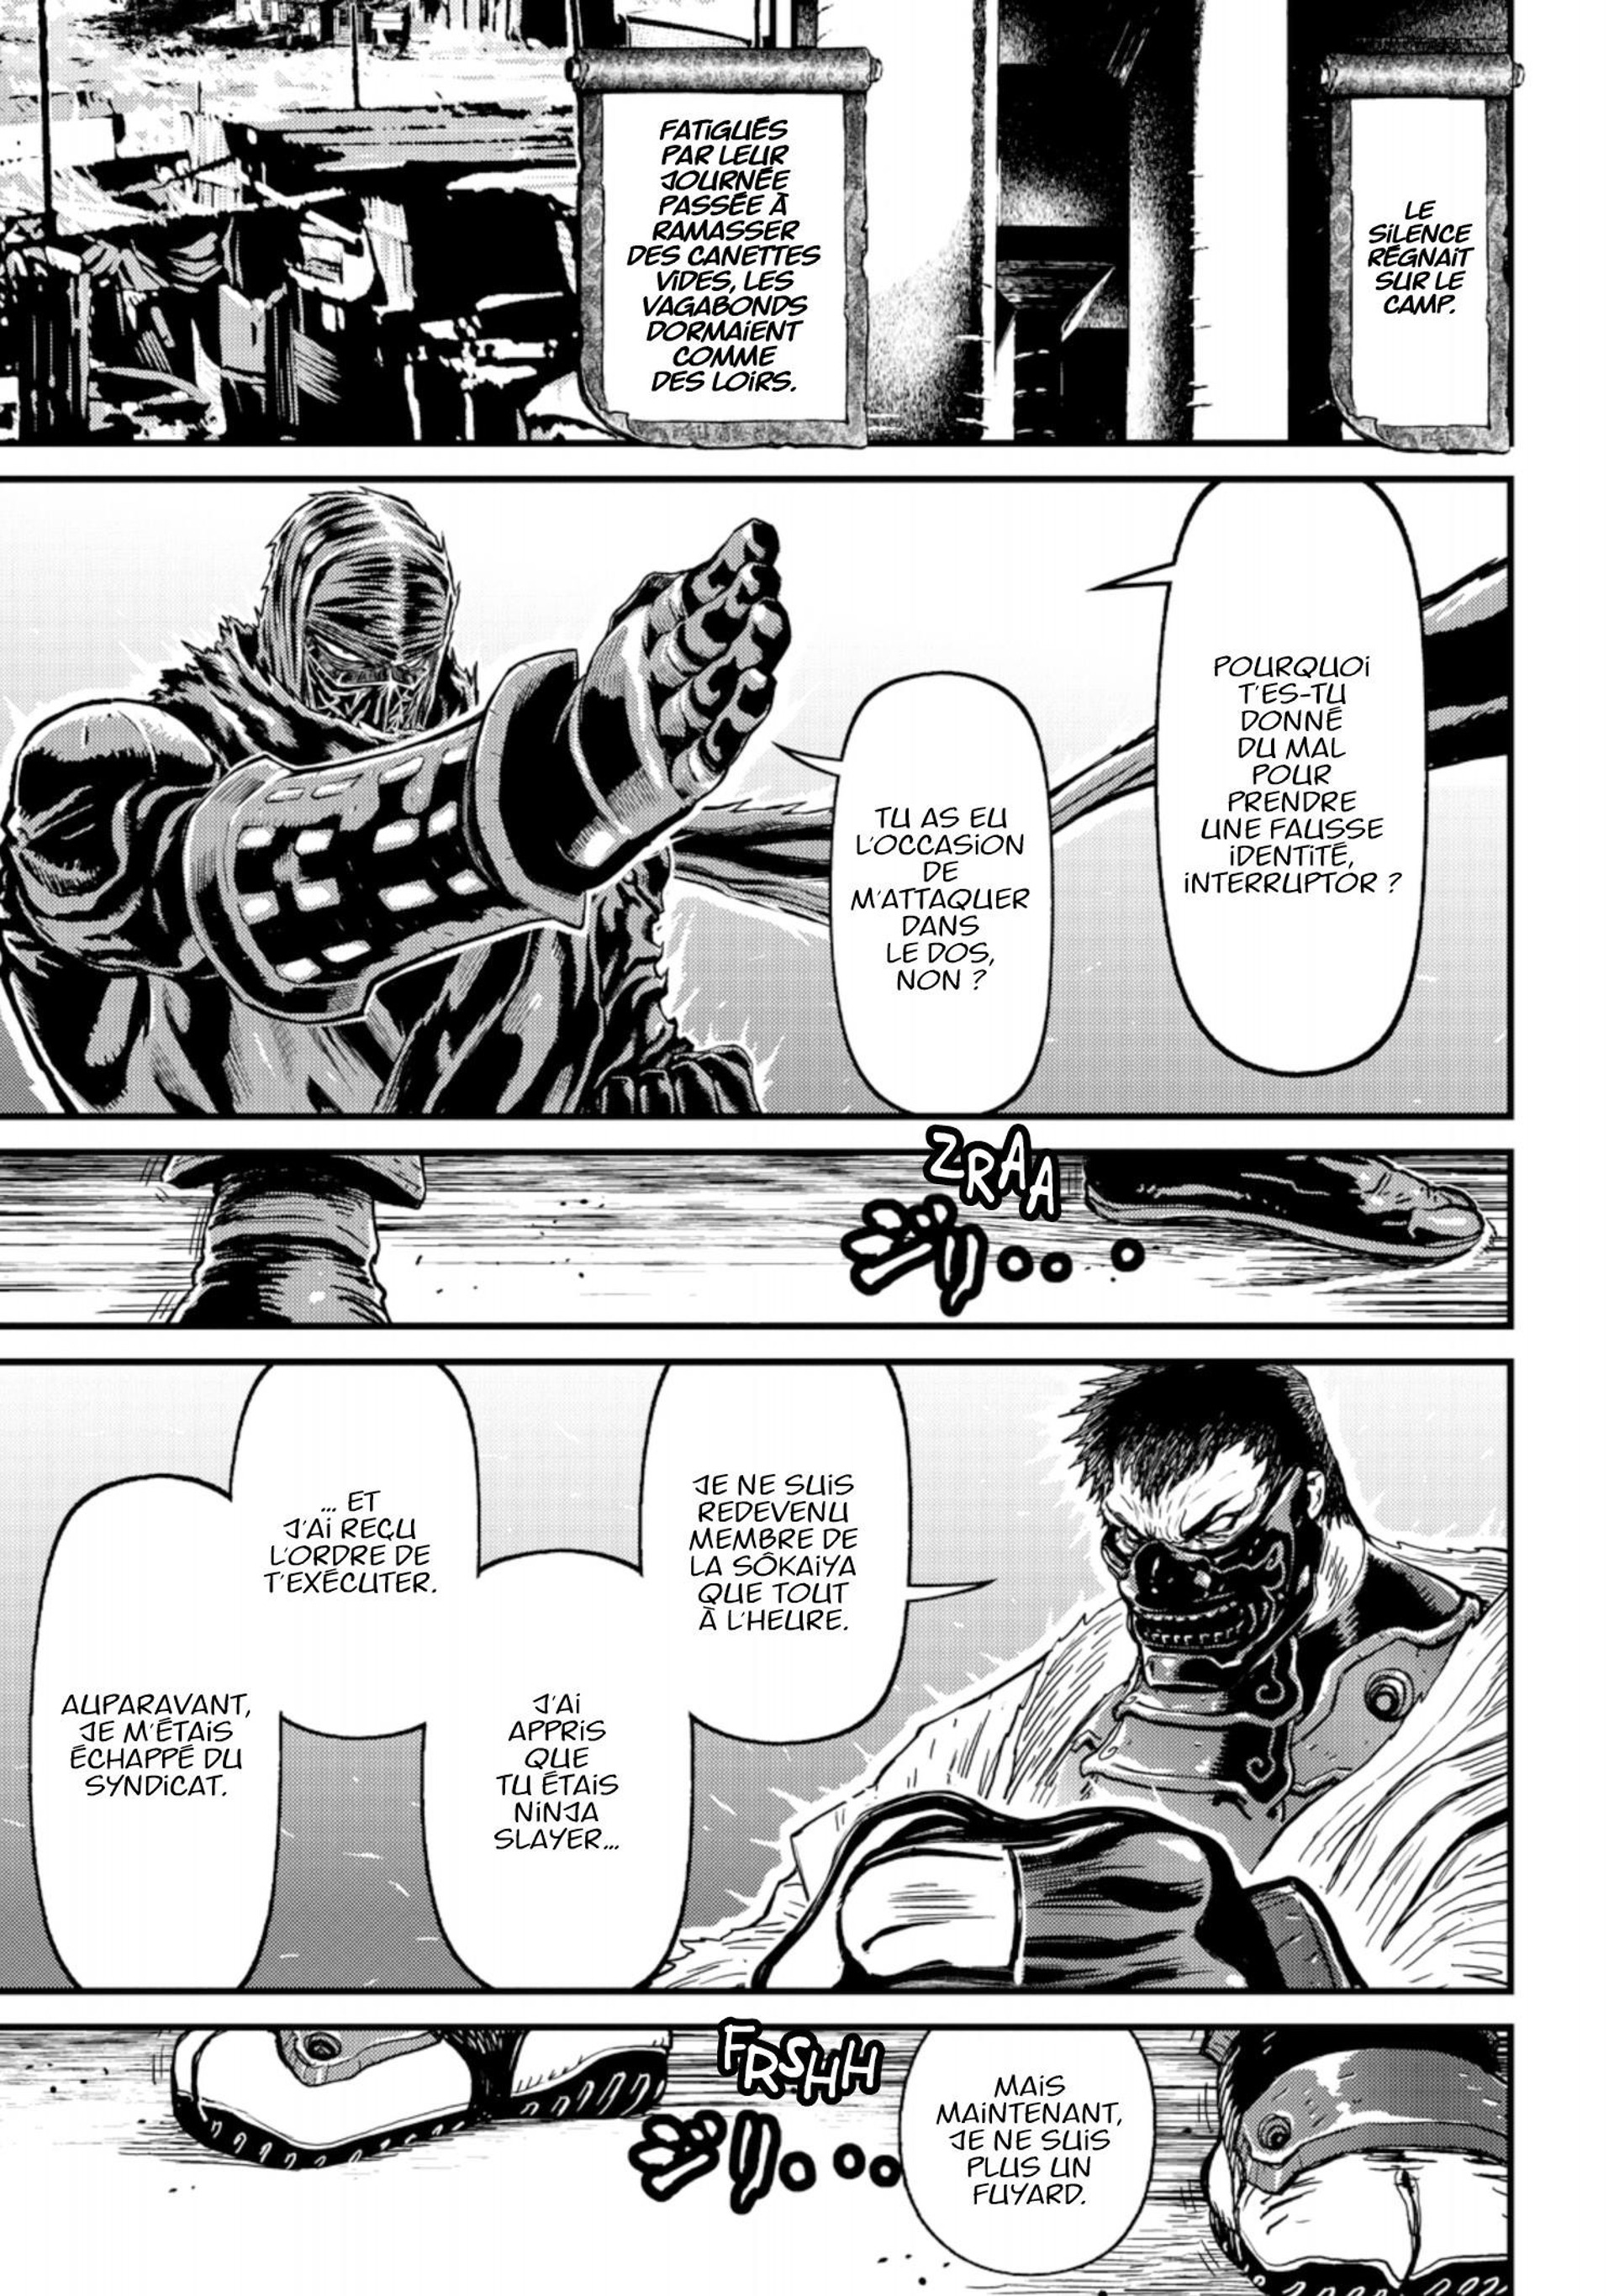 LE
SILENCE
RÉGNAIT
SUR LE
CAMP.
FATIGUÉS
PAR LEUR
JOURNÉE
PASSÉE À
RAMASSER
DES CANETTES
VIDES, LES
VAGABONDS
DORMAIENT
COMME
DES LOIRS.
POURQUOI
T'ES-TU
DONNÉ
DU MAL
POUR
PRENDRE
UNE FAUSSE
IDENTITÉ,
INTERRUPTOR ?
TU AS EU
L'OCCASION
DE
M'ATTAQUER
DANS
LE DOS,
NON ?
ZRAA
ジリ...
JE NE SUIS
REDEVENU
MEMBRE DE
LA SÔKAIYA
QUE TOUT
À L'HEURE.
J'AI
APPRIS
QUE
TU ÉTAIS
NINJA
SLAYER...
... ET
J'AI REÇU
L'ORDRE DE
T'EXÉCUTER.
AUPARAVANT,
JE M'ÉTAIS
ÉCHAPPÉ DU
SYNDICAT.
MAIS
MAINTENANT,
JE NE SUIS
PLUS UN
FUYARD.
FRSHH
ジリ...